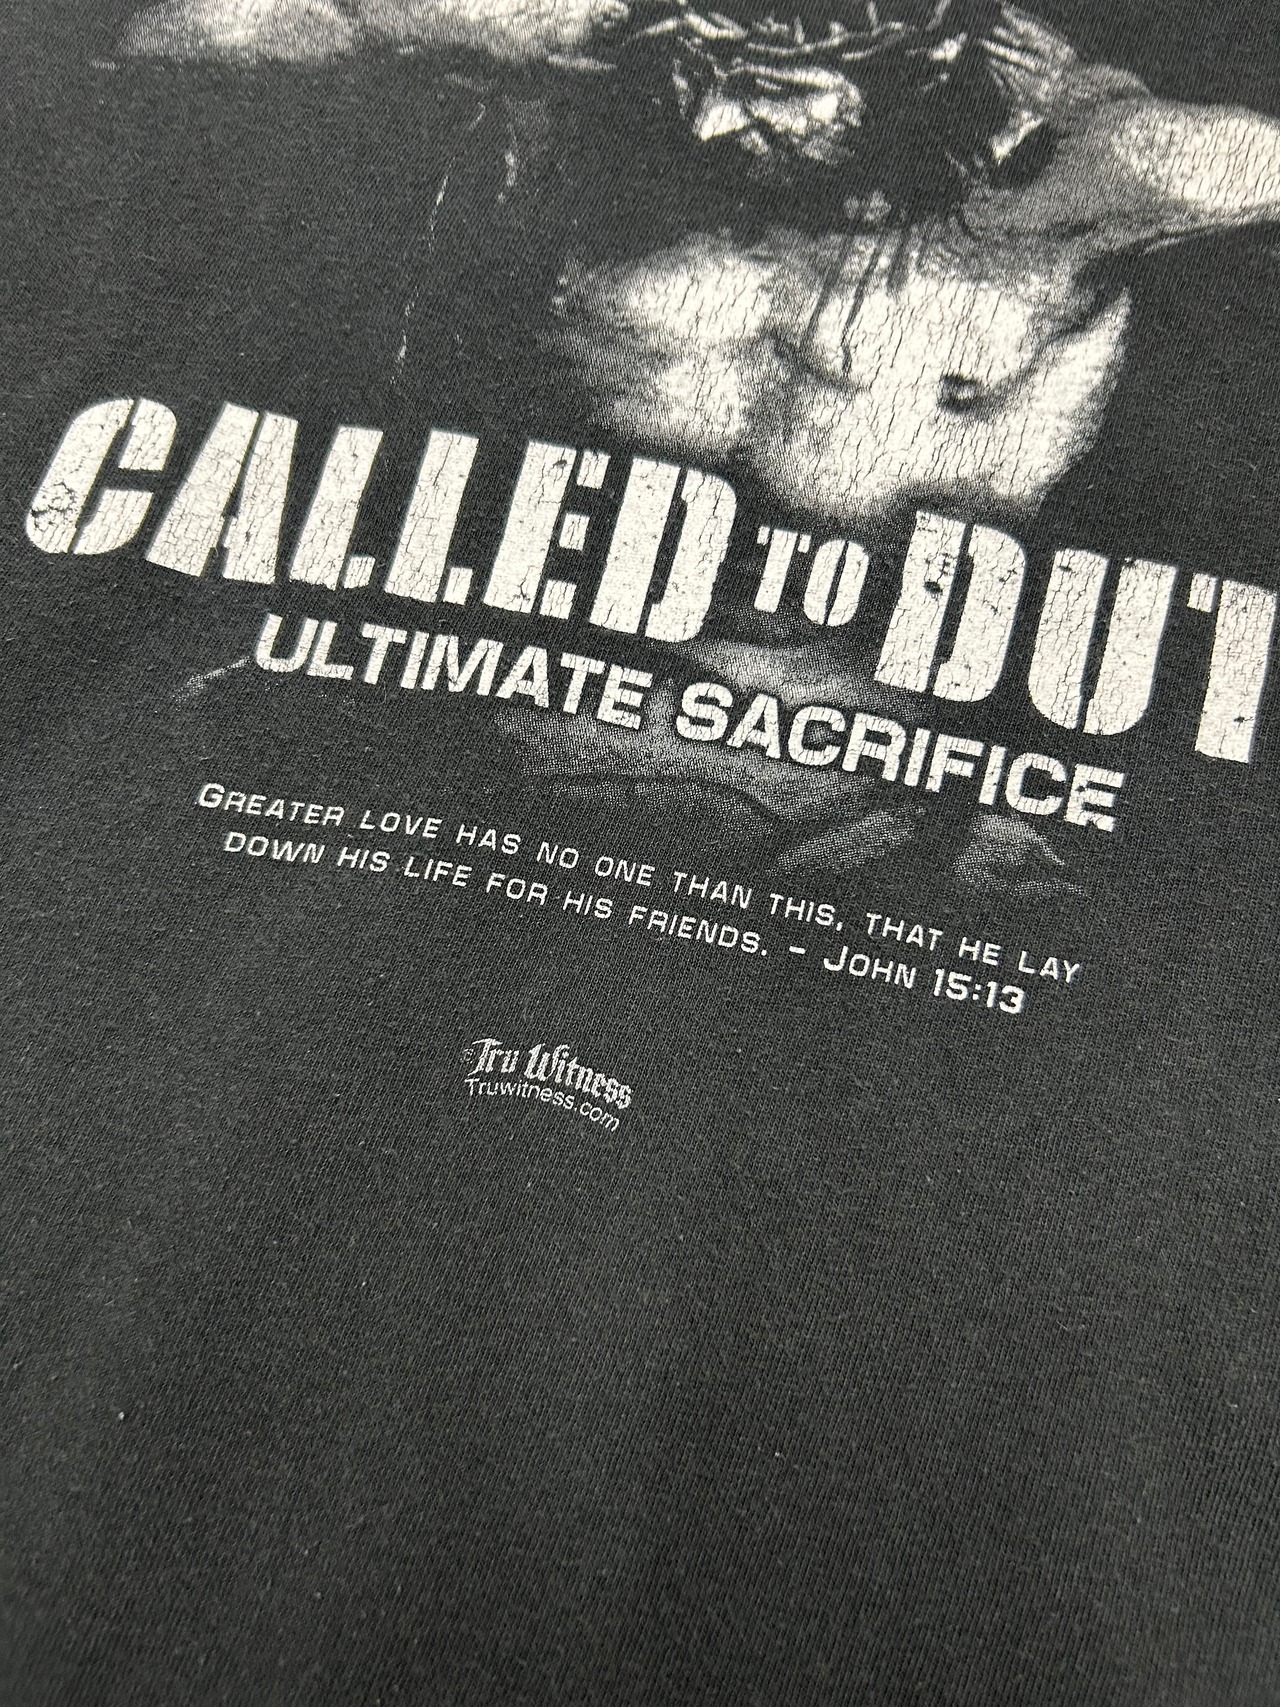 CALLED TO DUT
ULTIMATE SACRIFICE
GREATER LOVE HAS NO ONE THAN THIS, THAT HE LAY
DOWN HIS LIFE FOR HIS FRIENDS. – JOHN 15:13
©Tru Witness
Truwitness.com